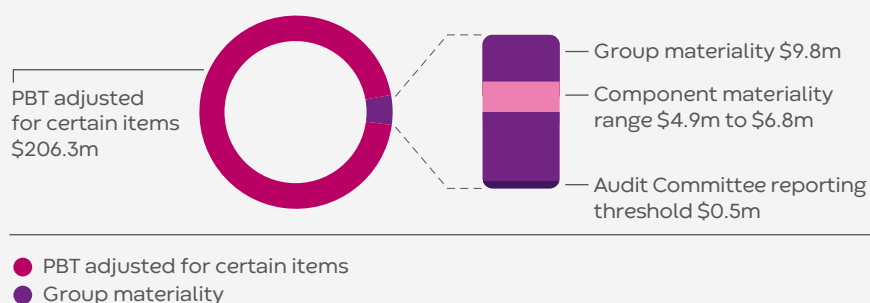 PBT adjusted
for certain items
$206.3m
Group materiality $9.8m
Component materiality
range $4.9m to $6.8m
Audit Committee reporting
threshold $0.5m
PBT adjusted for certain items
Group materiality